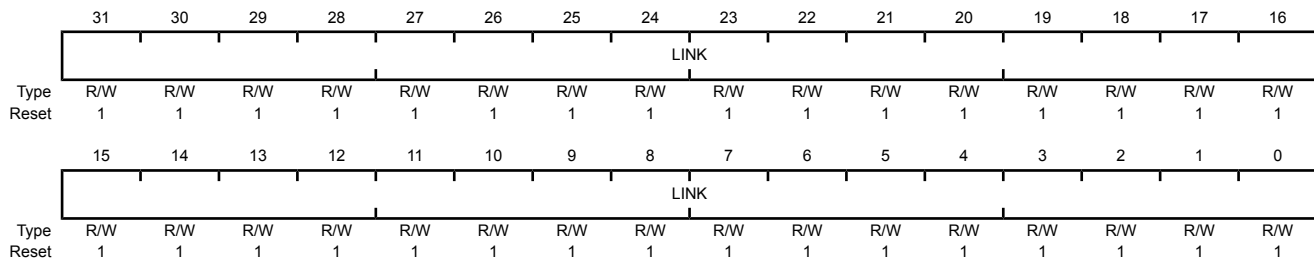 31 30 29 28 27 26 25 24 23 22 21 20 19 18 17 16
LINK
Type R/W R/W R/W R/W R/W R/W R/W R/W R/W R/W R/W R/W R/W R/W R/W R/W
Reset 1 1 1 1 1 1 1 1 1 1 1 1 1 1 1 1
15 14 13 12 11 10 9 8 7 6 5 4 3 2 1 0
LINK
Type R/W R/W R/W R/W R/W R/W R/W R/W R/W R/W R/W R/W R/W R/W R/W R/W
Reset 1 1 1 1 1 1 1 1 1 1 1 1 1 1 1 1